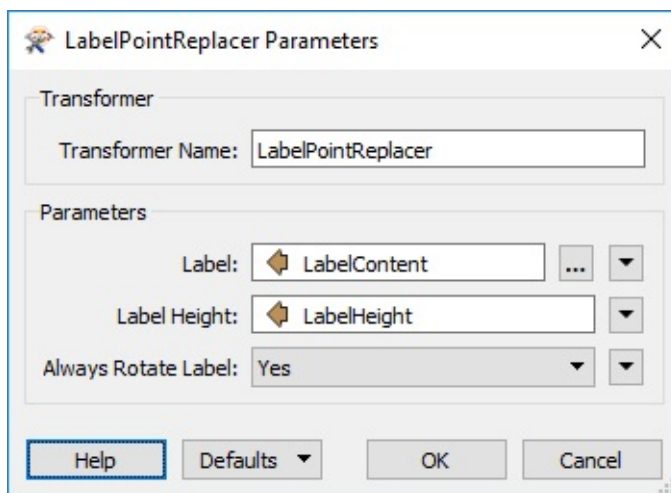 LabelPointReplacer Parameters
Transformer
Transformer Name: LabelPointReplacer
Parameters
Label: LabelContent ...
Label Height: LabelHeight
Always Rotate Label: Yes
Help Defaults OK Cancel